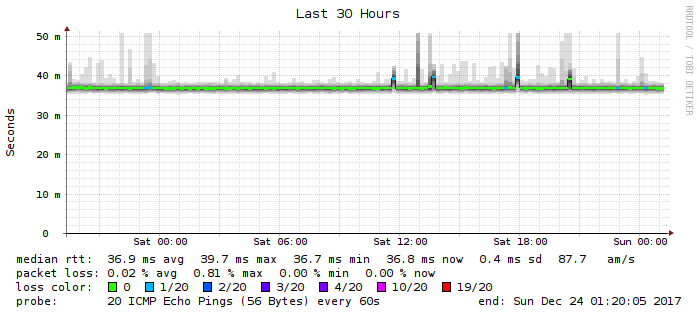 Last 30 Hours
RRDTOOL / TOBI OETIKER
Seconds
50 m
40 m
30 m
20 m
10 m
0
Sat 00:00 Sat 06:00 Sat 12:00 Sat 18:00 Sun 00:00
median rtt: 36.9 ms avg 39.7 ms max 36.7 ms min 36.8 ms now 0.4 ms sd 87.7 am/s
packet loss: 0.02 % avg 0.81 % max 0.00 % min 0.00 % now
loss color: 0 1/20 2/20 3/20 4/20 10/20 19/20
probe: 20 ICMP Echo Pings (56 Bytes) every 60s end: Sun Dec 24 01:20:05 2017